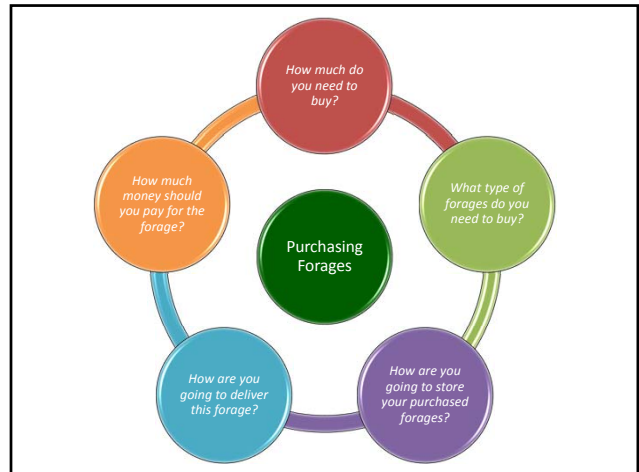 How much do
you need to
buy?
What type of
forages do you
need to buy?
How are you
going to store
your purchased
forages?
How are you
going to deliver
this forage?
How much
money should
you pay for the
forage?
Purchasing
Forages